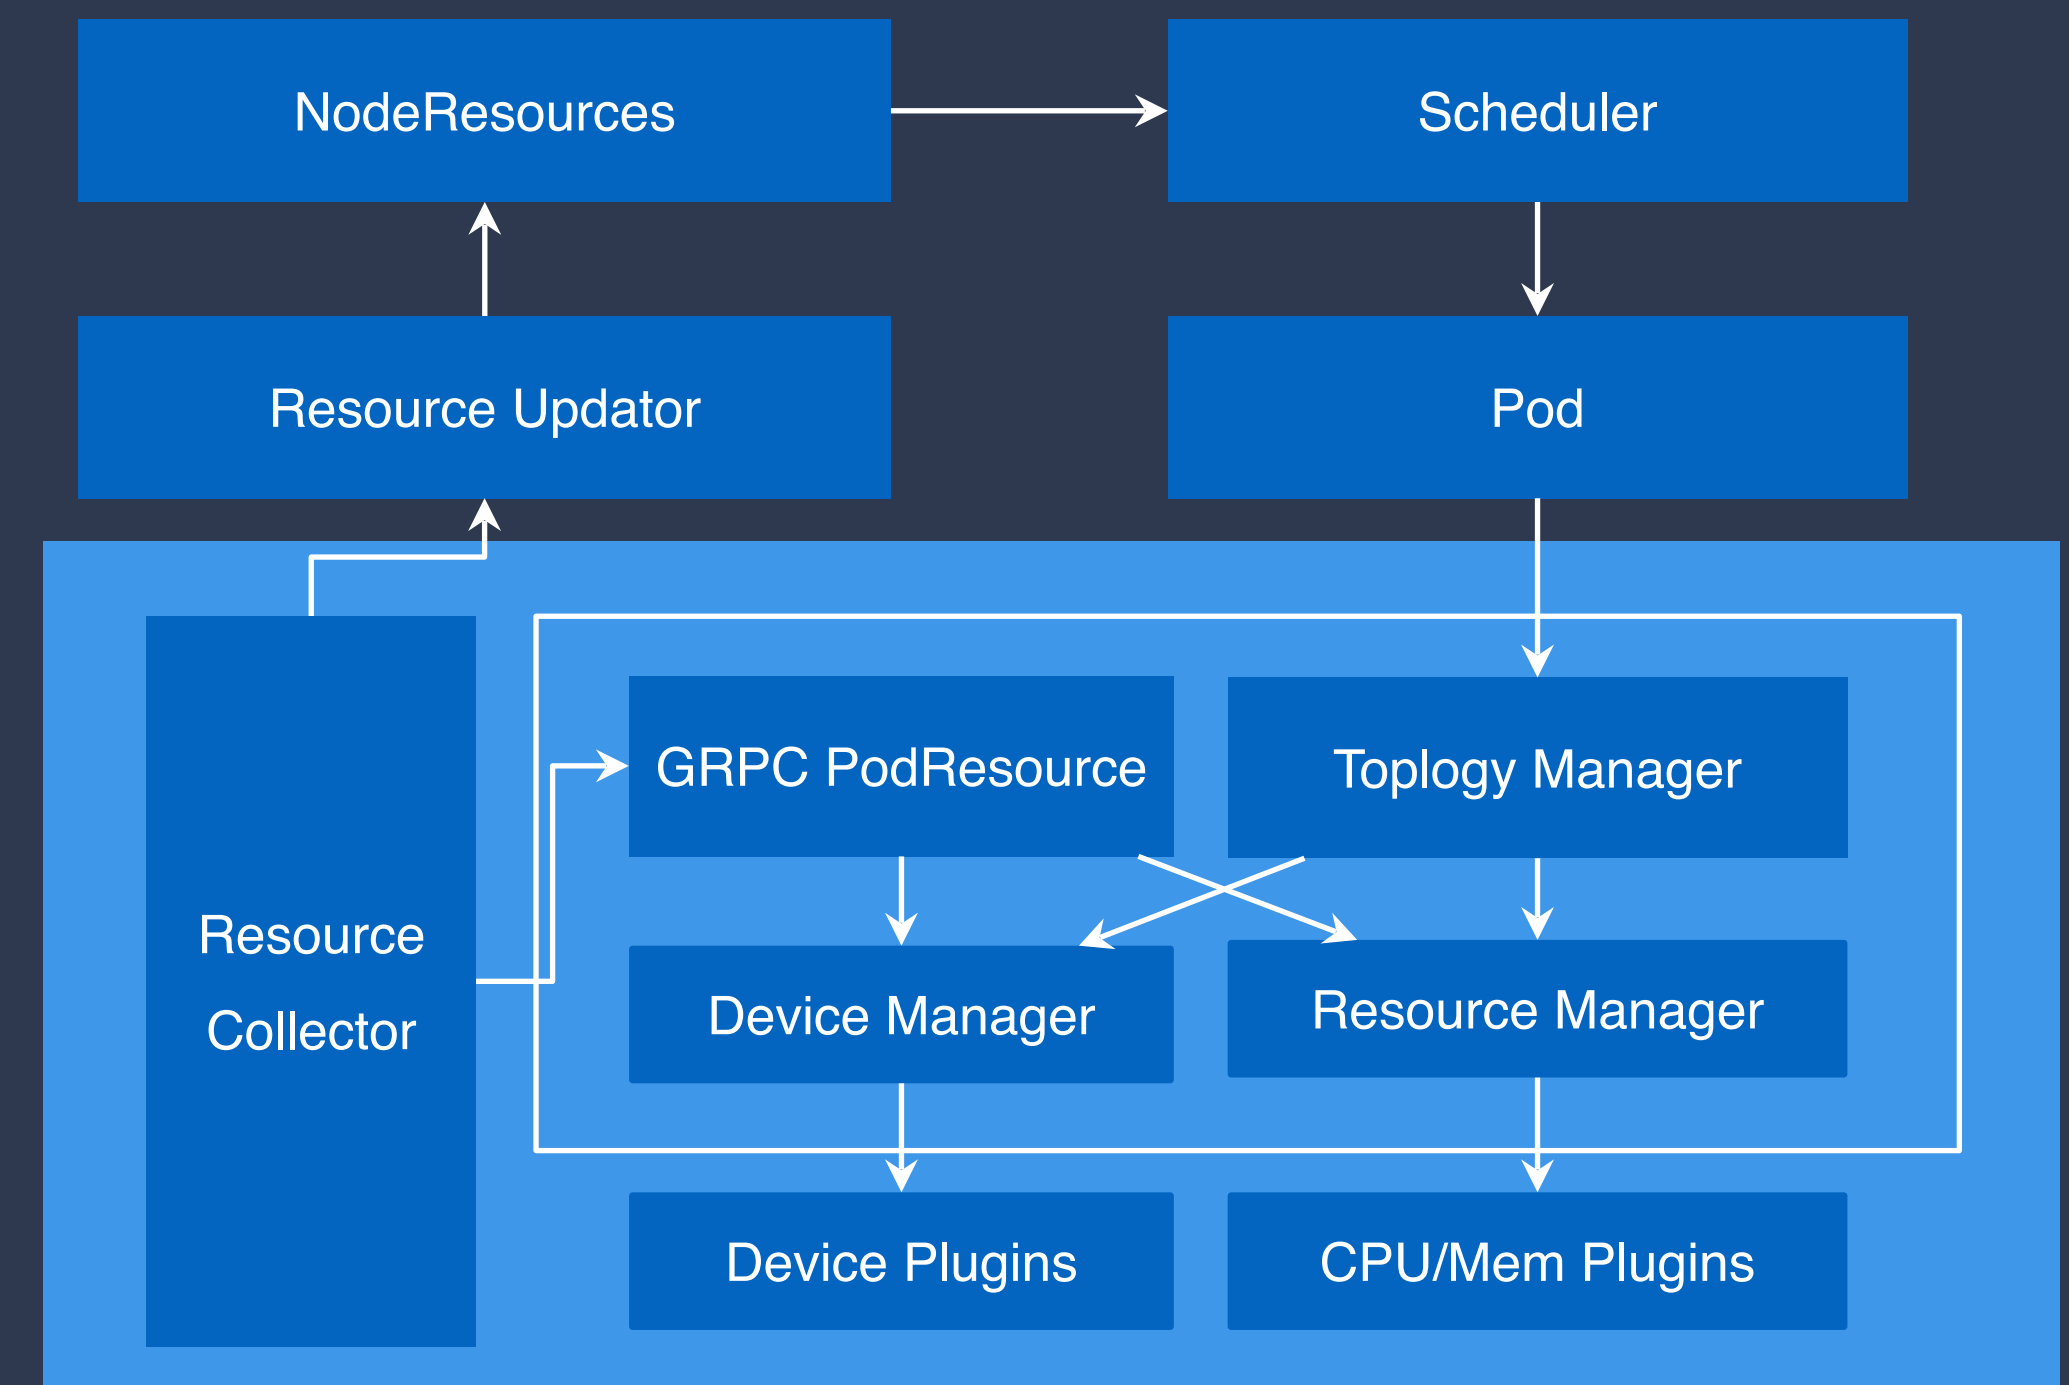 NodeResources
Scheduler
Resource Updator
Pod
GRPC PodResource
Toplogy Manager
Resource
Collector
Device Manager
Resource Manager
Device Plugins
CPU/Mem Plugins